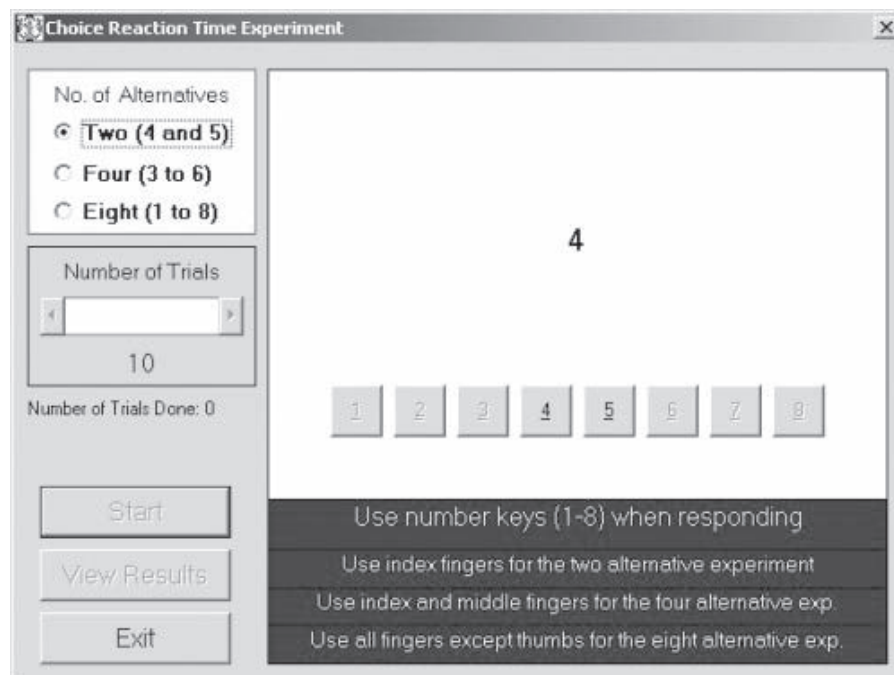 Choice Reaction Time Experiment
No. of Alternatives
Two (4 and 5)
Four (3 to 6)
Eight (1 to 8)
Number of Trials
10
Number of Trials Done: 0
Start
View Results
Exit
4
1 2 3 4 5 6 7 8
Use number keys (1-8) when responding
Use index fingers for the two alternative experiment
Use index and middle fingers for the four alternative exp.
Use all fingers except thumbs for the eight alternative exp.